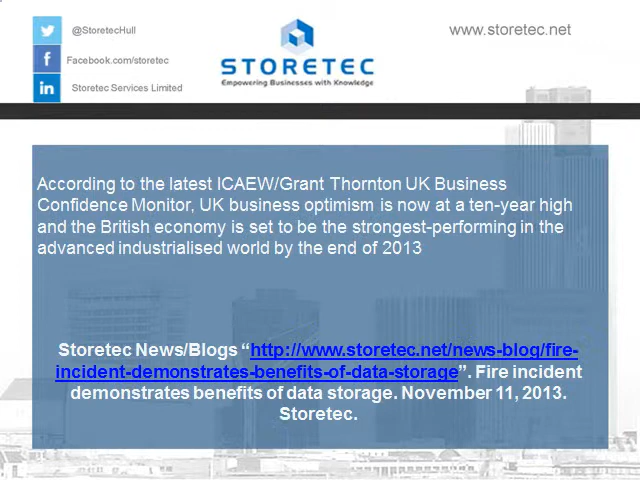 @StoretecHull
Facebook.com/storetec
Storetec Services Limited
STORETEC
Empowering Businesses with Knowledge
www.storetec.net
According to the latest ICAEW/Grant Thornton UK Business
Confidence Monitor, UK business optimism is now at a ten-year high
and the British economy is set to be the strongest-performing in the
advanced industrialised world by the end of 2013
Storetec News/Blogs “http://www.storetec.net/news-blog/fire-
incident-demonstrates-benefits-of-data-storage”. Fire incident
demonstrates benefits of data storage. November 11, 2013.
Storetec.